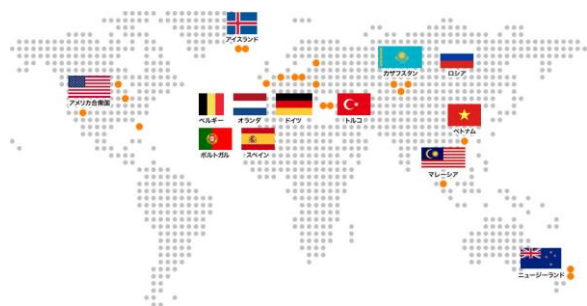 アイスランド
カザフスタン
ロシア
アメリカ合衆国
ベルギー
オランダ
ドイツ
トルコ
ベトナム
ポルトガル
スペイン
マレーシア
ニュージーランド